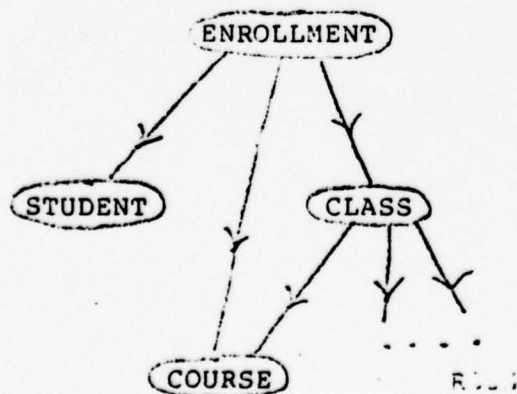 ENROLLMENT
STUDENT
CLASS
. . . .
COURSE